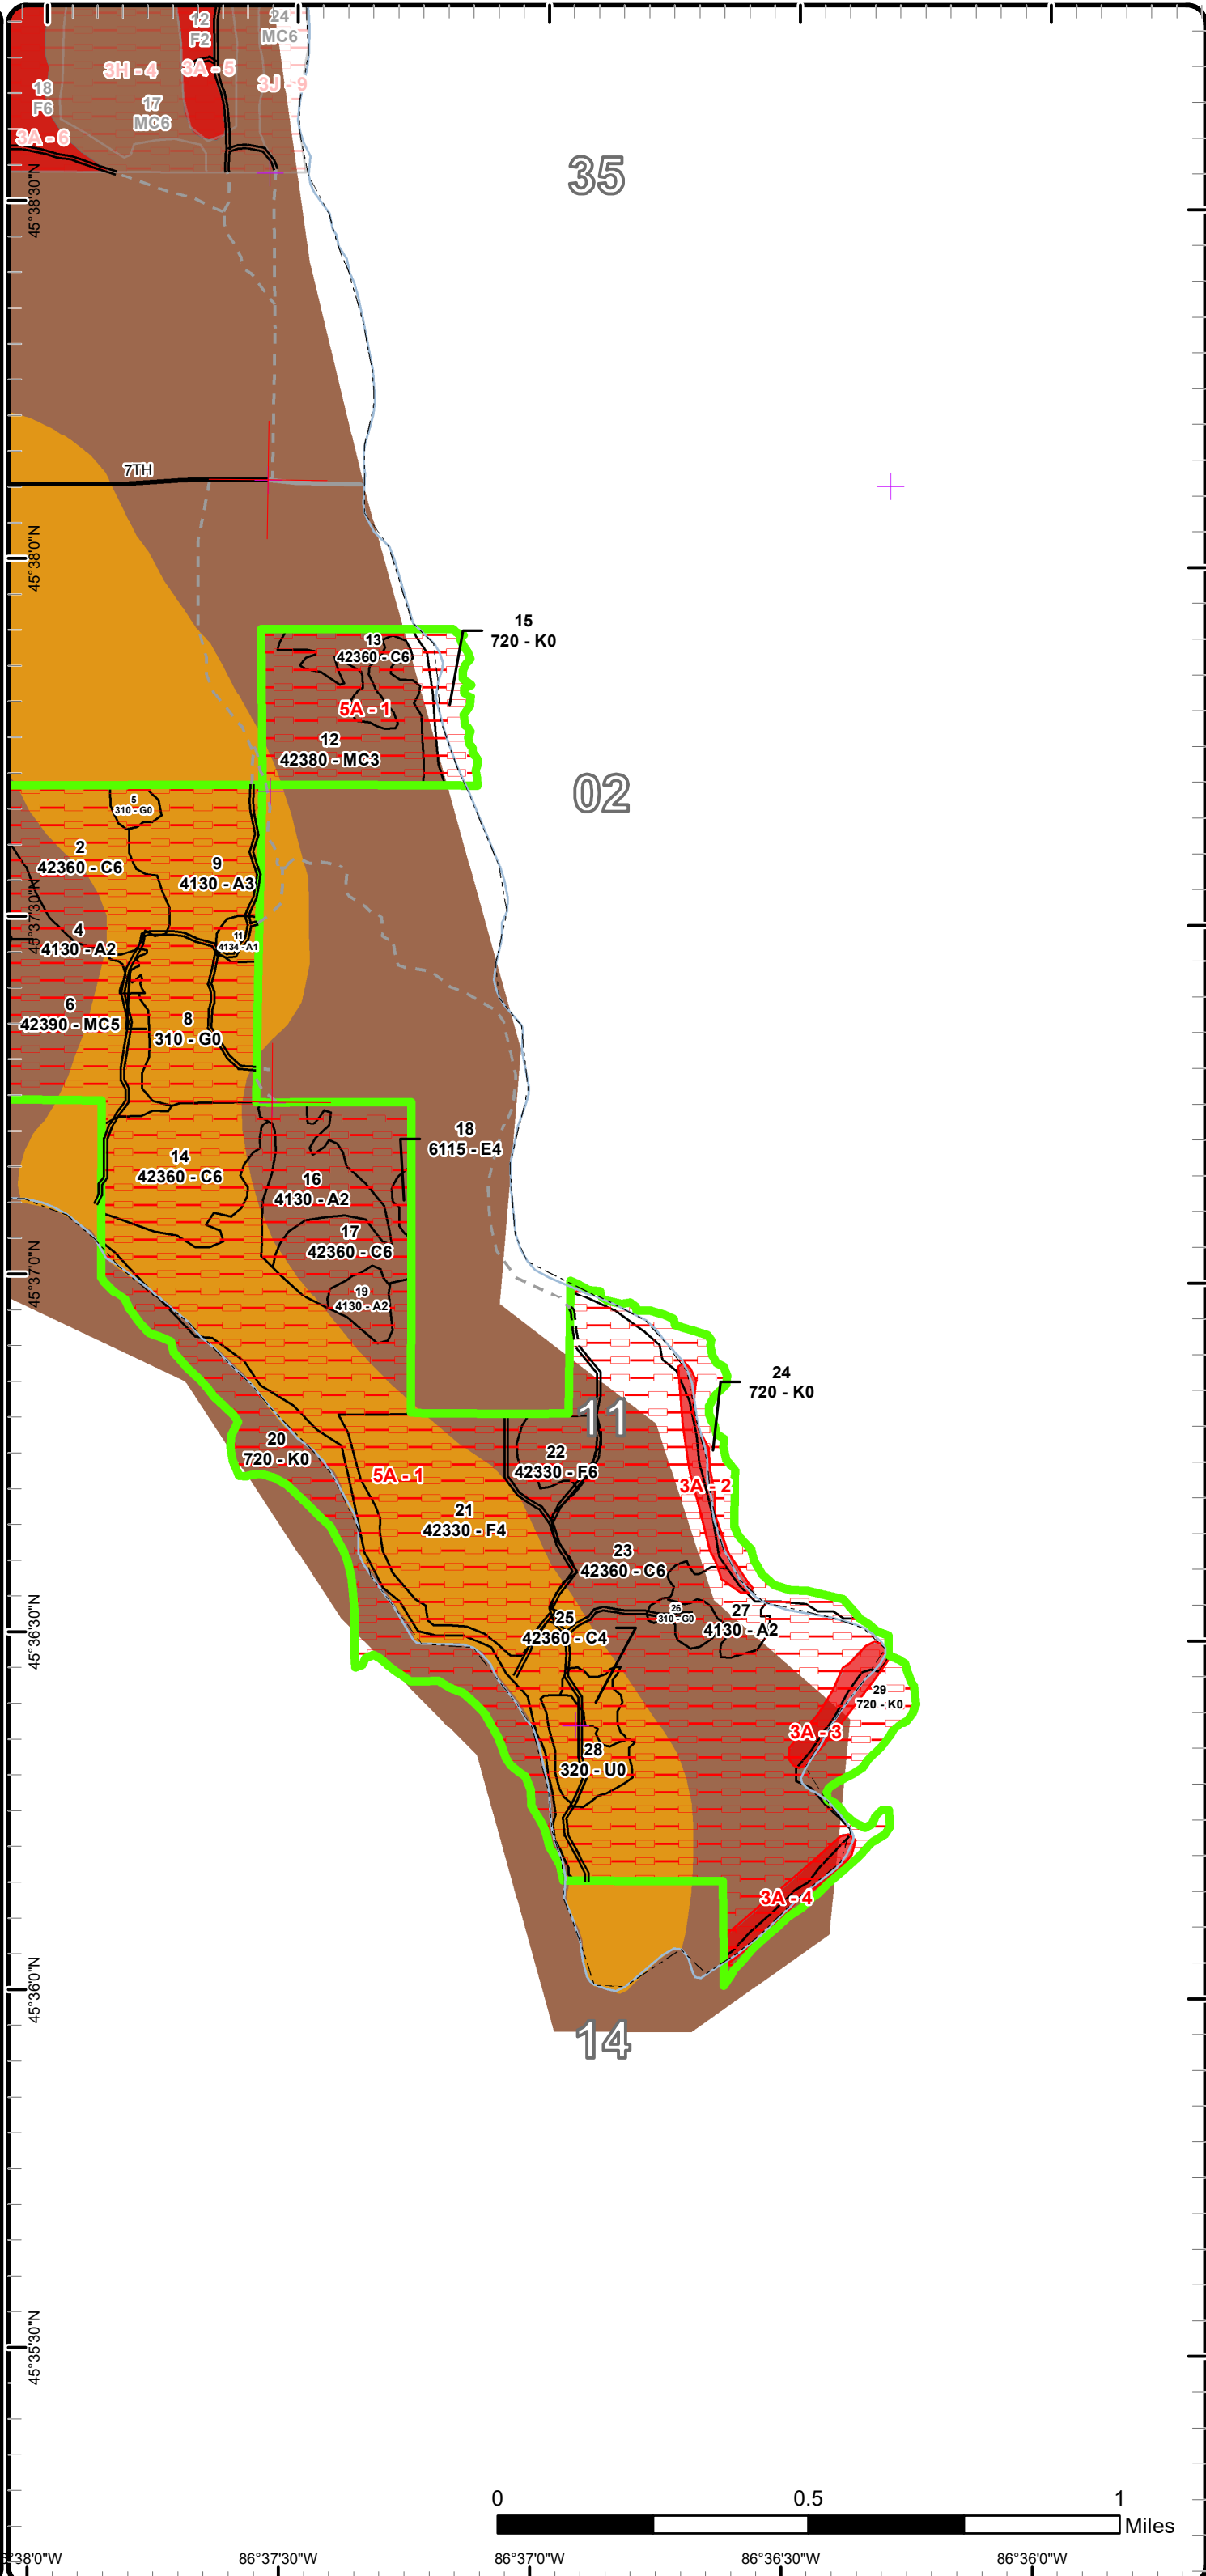 12
F2
24
MC6
3H - 4
3A - 5
3J - 9
18
F6
17
MC6
3A - 6
35
45°38'30"N
7TH
45°38'0"N
15
720 - K0
13
42360 - C6
5A - 1
12
42380 - MC3
02
5
310 - G0
2
42360 - C6
9
4130 - A3
45°37'30"N
4
4130 - A2
11
4134 - A1
6
42390 - MC5
8
310 - G0
18
6115 - E4
14
42360 - C6
16
4130 - A2
17
42360 - C6
45°37'0"N
19
4130 - A2
24
720 - K0
11
20
720 - K0
22
42330 - F6
5A - 1
3A - 2
21
42330 - F4
23
42360 - C6
45°36'30"N
25
42360 - C4
26
310 - G0
27
4130 - A2
29
720 - K0
3A - 3
28
320 - U0
3A - 4
45°36'0"N
14
45°35'30"N
0
0.5
1
Miles
86°37'30"W
86°37'0"W
86°36'30"W
86°36'0"W